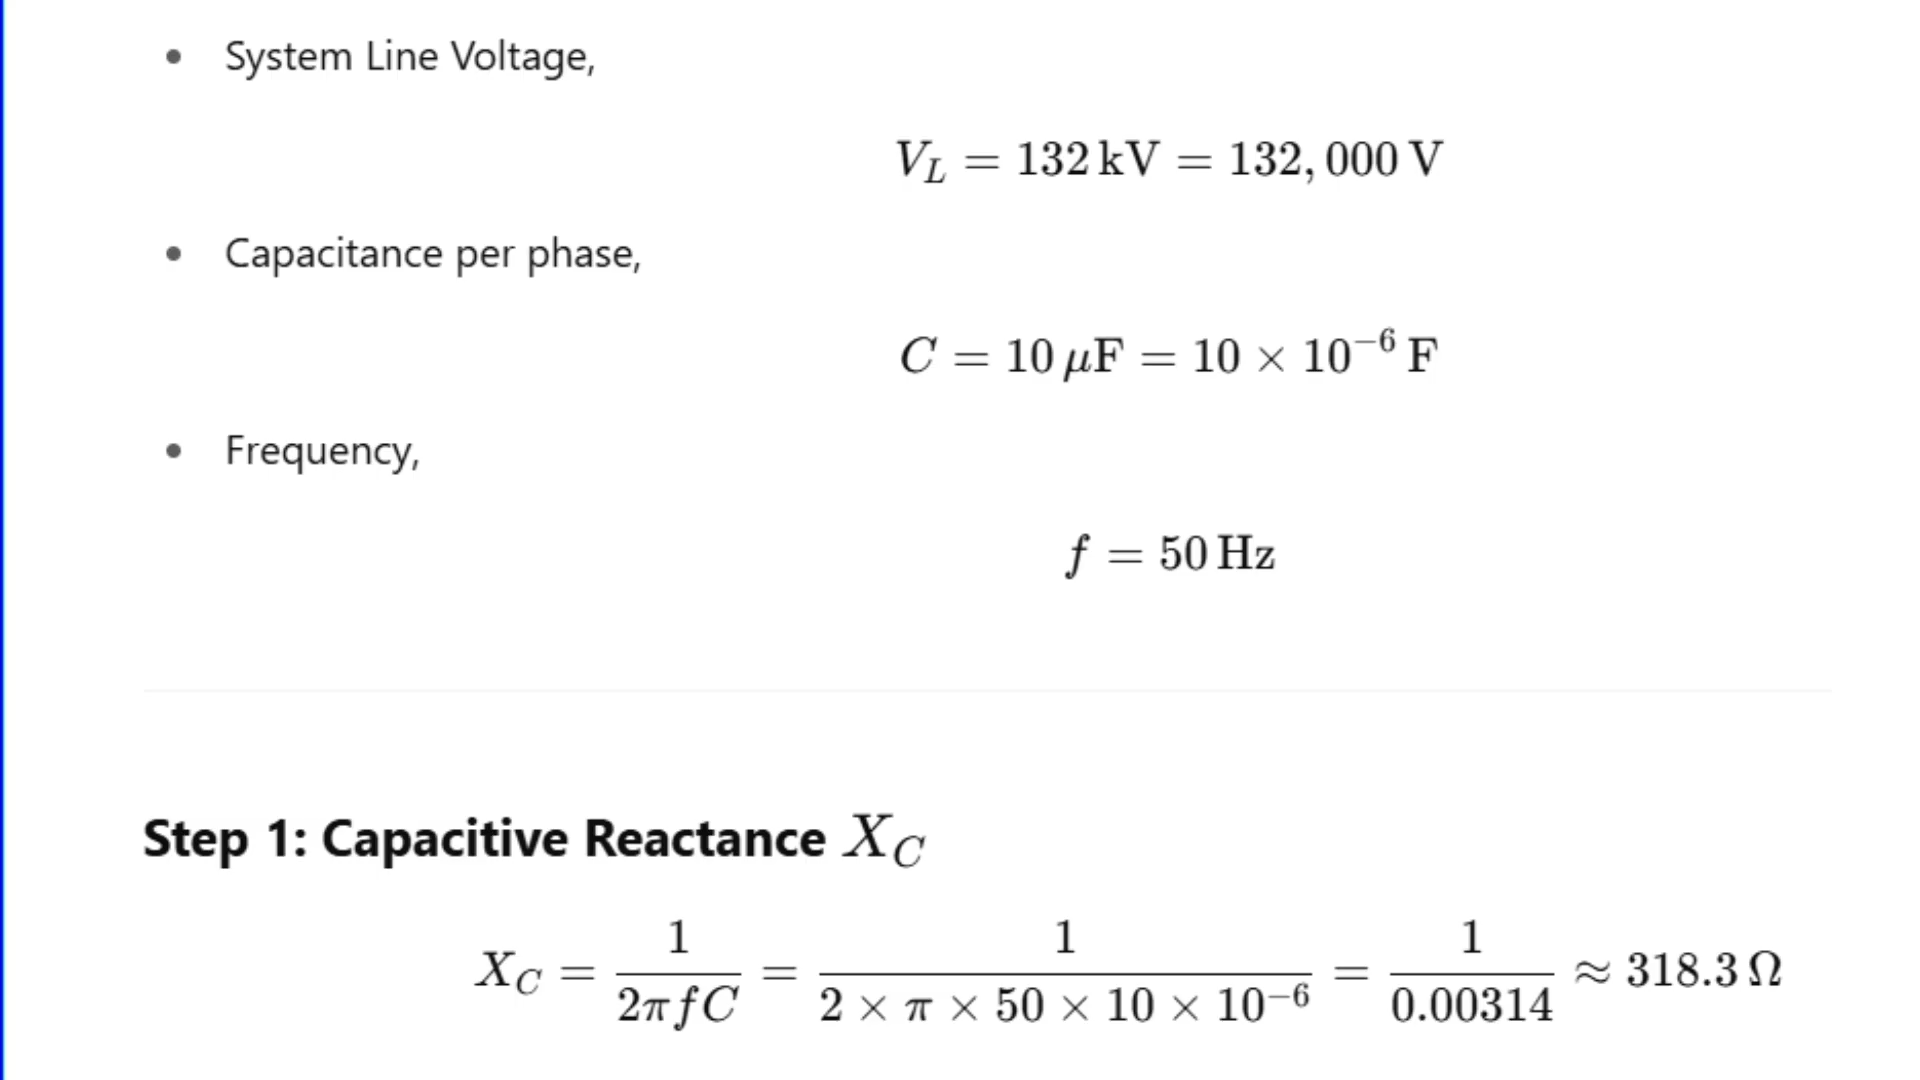 • System Line Voltage,
V_L = 132 kV = 132, 000 V
• Capacitance per phase,
C = 10 μF = 10 × 10⁻⁶ F
• Frequency,
f = 50 Hz
Step 1: Capacitive Reactance X_C
X_C = 1/(2πfC) = 1/(2 × π × 50 × 10 × 10⁻⁶) = 1/0.00314 ≈ 318.3 Ω